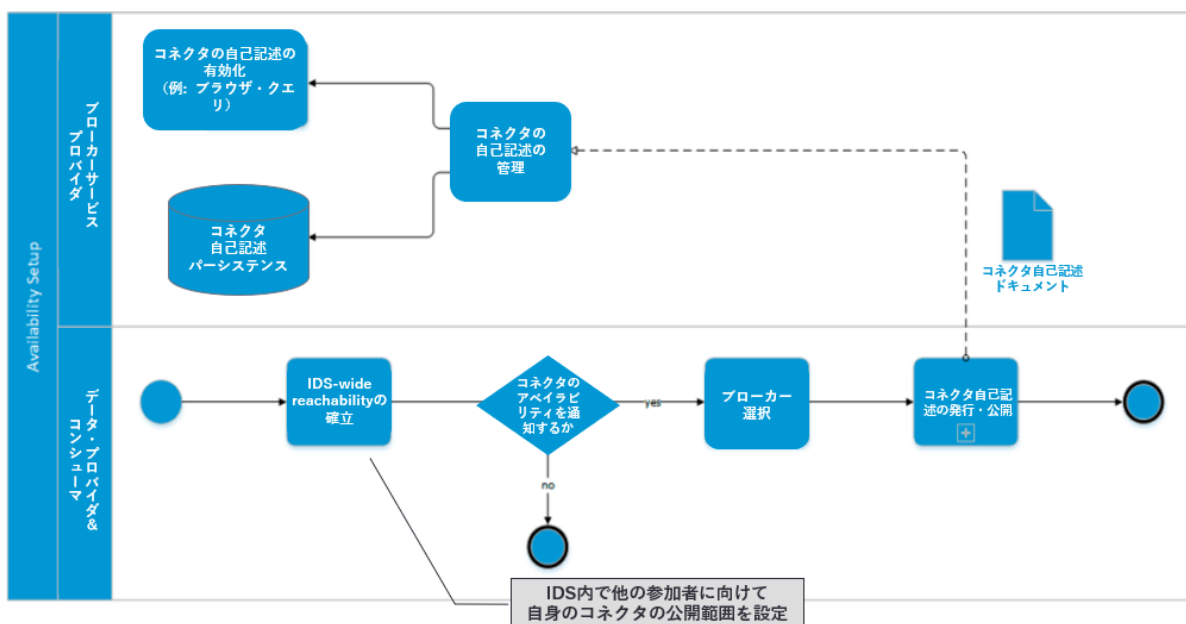 Availability Setup
ブローカーサービス
プロバイダ
コネクタの自己記述の
有効化
（例: ブラウザ・クエ
リ）
コネクタの
自己記述の
管理
コネクタ
自己記述
パーシステンス
コネクタ自己記述
ドキュメント
データ・プロバイダ&
コンシューマ
IDS-wide
reachabilityの
確立
コネクタの
アベイラビ
リティを通
知するか
yes
no
ブローカー
選択
コネクタ自己記
述の発行・公開
IDS内で他の参加者に向けて
自身のコネクタの公開範囲を設定